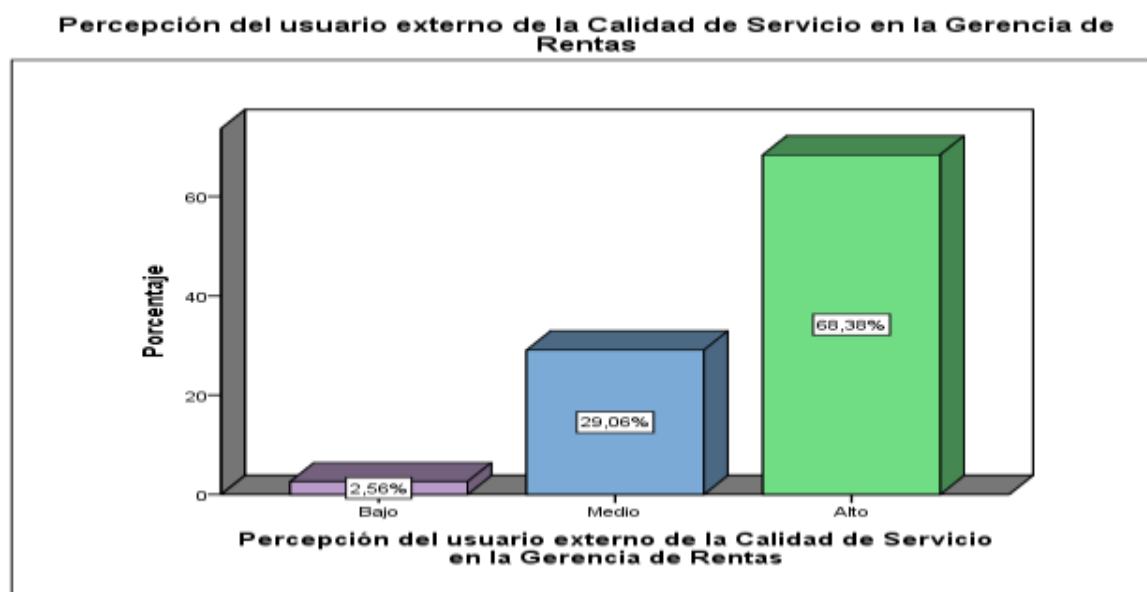 Percepción del usuario externo de la Calidad de Servicio en la Gerencia de
Rentas
Porcentaje
60
40
20
0
68,38%
29,06%
2,56%
Bajo
Medio
Alto
Percepción del usuario externo de la Calidad de Servicio
en la Gerencia de Rentas